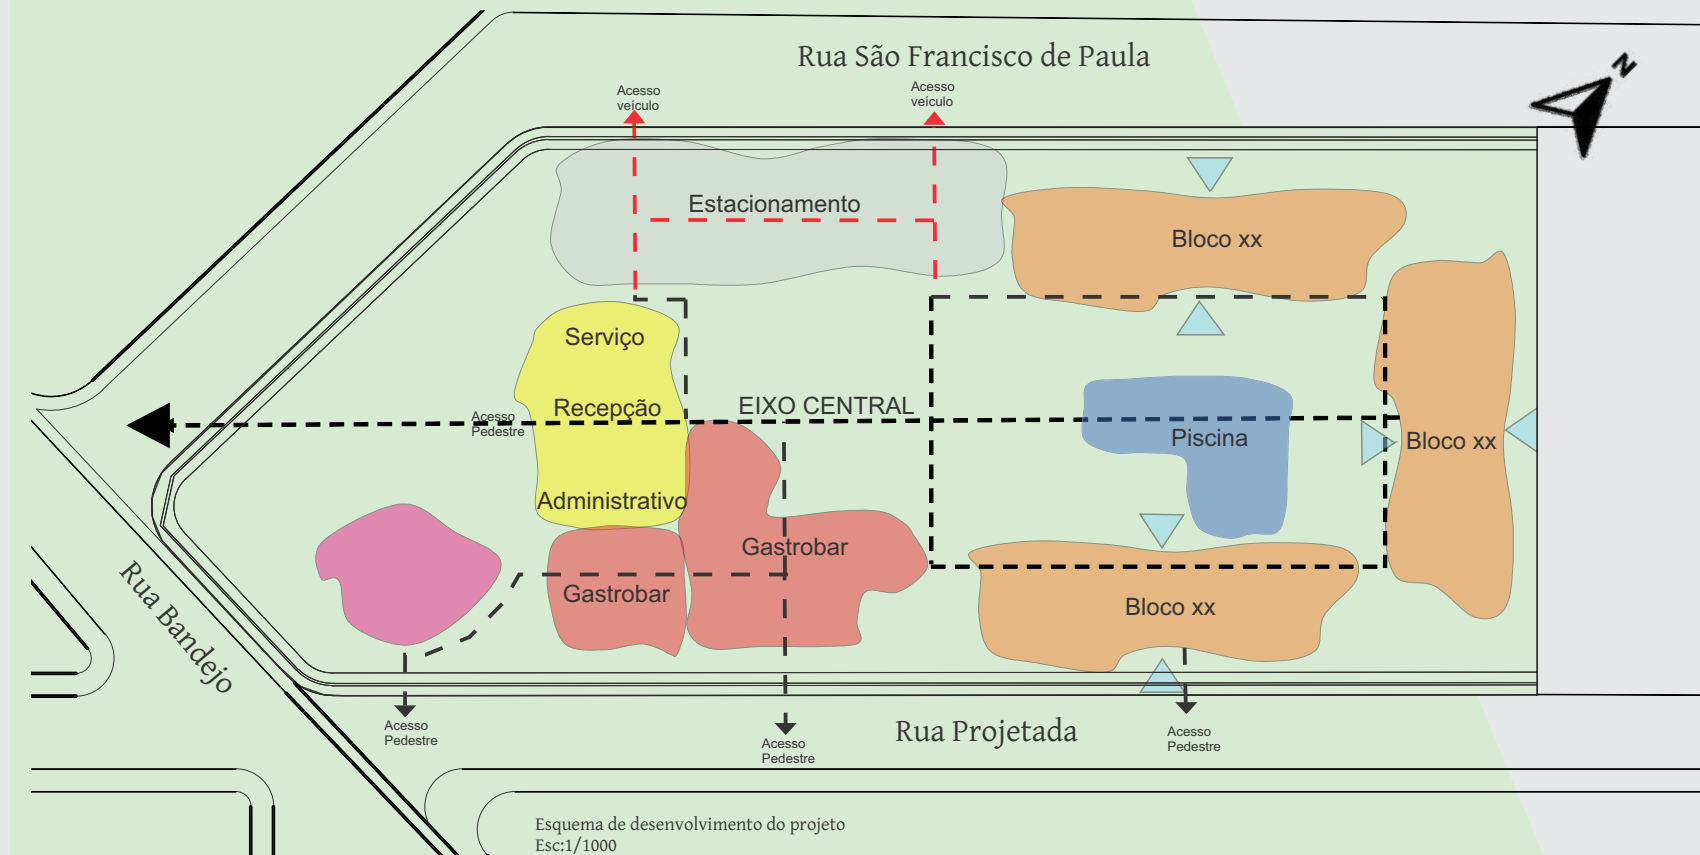 N
Rua São Francisco de Paula
Acesso
veículo
Acesso
veículo
Estacionamento
Bloco xx
Serviço
Recepção
EIXO CENTRAL
Acesso
Pedestre
Piscina
Bloco xx
Administrativo
Gastrobar
Gastrobar
Bloco xx
Rua Bandejo
Acesso
Pedestre
Acesso
Pedestre
Rua Projetada
Acesso
Pedestre
Esquema de desenvolvimento do projeto
Esc:1/1000